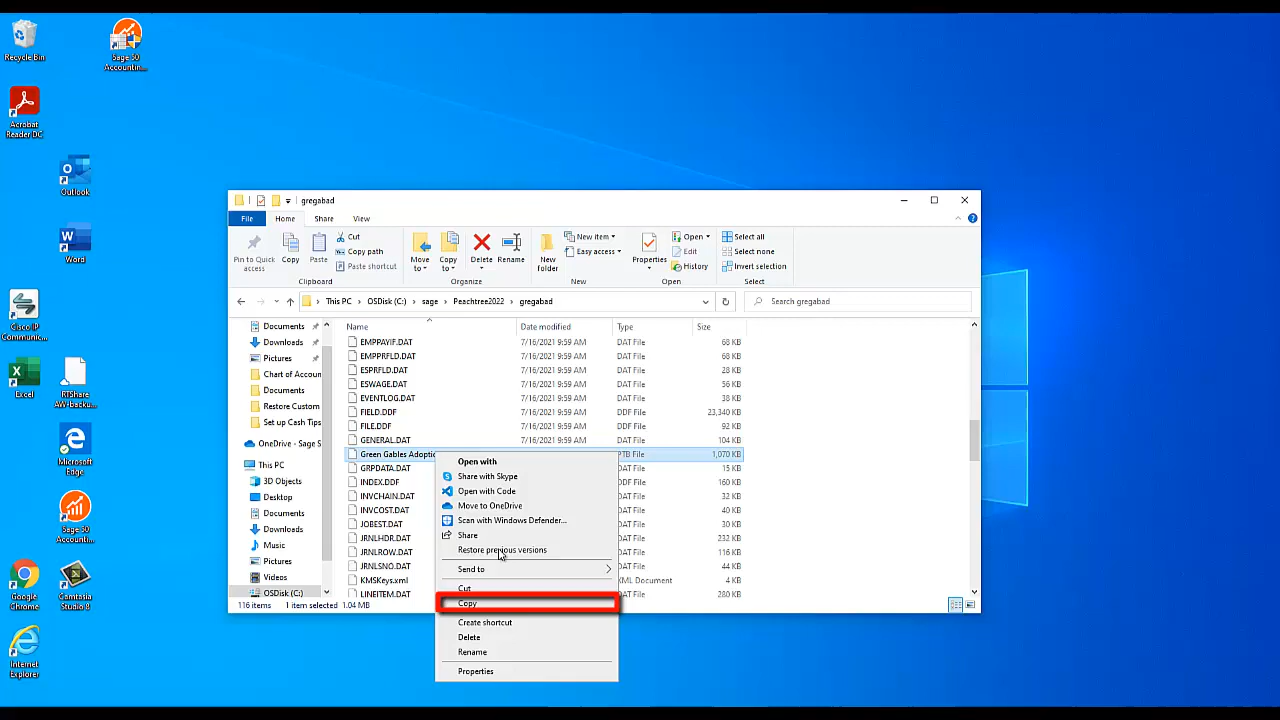 Recycle Bin
Sage 50
Accountin...
Acrobat
Reader DC
Outlook
Word
Cisco IP
Communic...
Excel
RTShare
AW-backu...
Microsoft
Edge
Sage 50
Accountin...
Google
Chrome
Camtasia
Studio 8
Internet
Explorer
gregabad
File Home Share View
Pin to Quick
access
Copy
Paste
Cut
Copy path
Paste shortcut
Clipboard
Move
to
Copy
to
Delete
Rename
Organize
New
folder
New item
Easy access
New
Properties
Open
Edit
History
Open
Select all
Select none
Invert selection
Select
This PC > OSDisk (C:) > sage > Peachtree2022 > gregabad
Search gregabad
Documents
Downloads
Pictures
Chart of Accoun
Documents
Restore Custom
Set up Cash Tips
OneDrive - Sage S
This PC
3D Objects
Desktop
Documents
Downloads
Music
Pictures
Videos
OSDisk (C:)
Name Date modified Type Size
EMPPAYIF.DAT 7/16/2021 9:59 AM DAT File 68 KB
EMPPRFLD.DAT 7/16/2021 9:59 AM DAT File 68 KB
ESPRFLD.DAT 7/16/2021 9:59 AM DAT File 28 KB
ESWAGE.DAT 7/16/2021 9:59 AM DAT File 56 KB
EVENTLOG.DAT 7/16/2021 9:59 AM DAT File 38 KB
FIELD.DDF 7/16/2021 9:59 AM DDF File 23,340 KB
FILE.DDF 7/16/2021 9:59 AM DDF File 92 KB
GENERAL.DAT 7/16/2021 9:59 AM DAT File 104 KB
Green Gables Adoptio PTB File 1,070 KB
GRPDATA.DAT DAT File 16 KB
INDEX.DDF DDF File 160 KB
INVCHAIN.DAT DAT File 32 KB
INVCOST.DAT DAT File 40 KB
JOBEST.DAT DAT File 32 KB
JRNLHDR.DAT DAT File 232 KB
JRNLROW.DAT DAT File 116 KB
JRNLSNO.DAT DAT File 44 KB
KMSKeys.xml XML Document 4 KB
LINEITEM.DAT DAT File 280 KB
Open with
Share with Skype
Open with Code
Move to OneDrive
Scan with Windows Defender...
Share
Restore previous versions
Send to
Cut
Copy
Create shortcut
Delete
Rename
Properties
116 items 1 item selected 1.04 MB